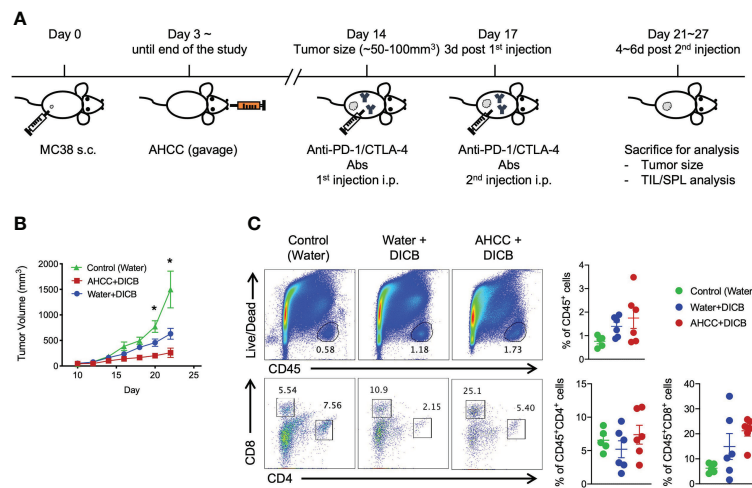 A
Day 0
Day 3 ~
until end of the study
Day 14
Tumor size (~50-100mm³)
Day 17
3d post 1st injection
Day 21~27
4~6d post 2nd injection
MC38 s.c.
AHCC (gavage)
Anti-PD-1/CTLA-4
Abs
1st injection i.p.
Anti-PD-1/CTLA-4
Abs
2nd injection i.p.
Sacrifice for analysis
- Tumor size
- TIL/SPL analysis
B
Tumor Volume (mm³)
2000
1500
1000
500
0
10 15 20 25
Day
Control (Water)
AHCC+DICB
Water+DICB
*
*
C
Control
(Water)
Water +
DICB
AHCC +
DICB
Live/Dead
0.58
1.18
1.73
CD45
5.54
7.56
10.9
2.15
25.1
5.40
CD8
CD4
% of CD45⁺ cells
4
3
2
1
0
Control (Water
Water+DICB
AHCC+DICB
% of CD45⁺CD4⁺ cells
15
10
5
0
% of CD45⁺CD8⁺ cells
40
30
20
10
0